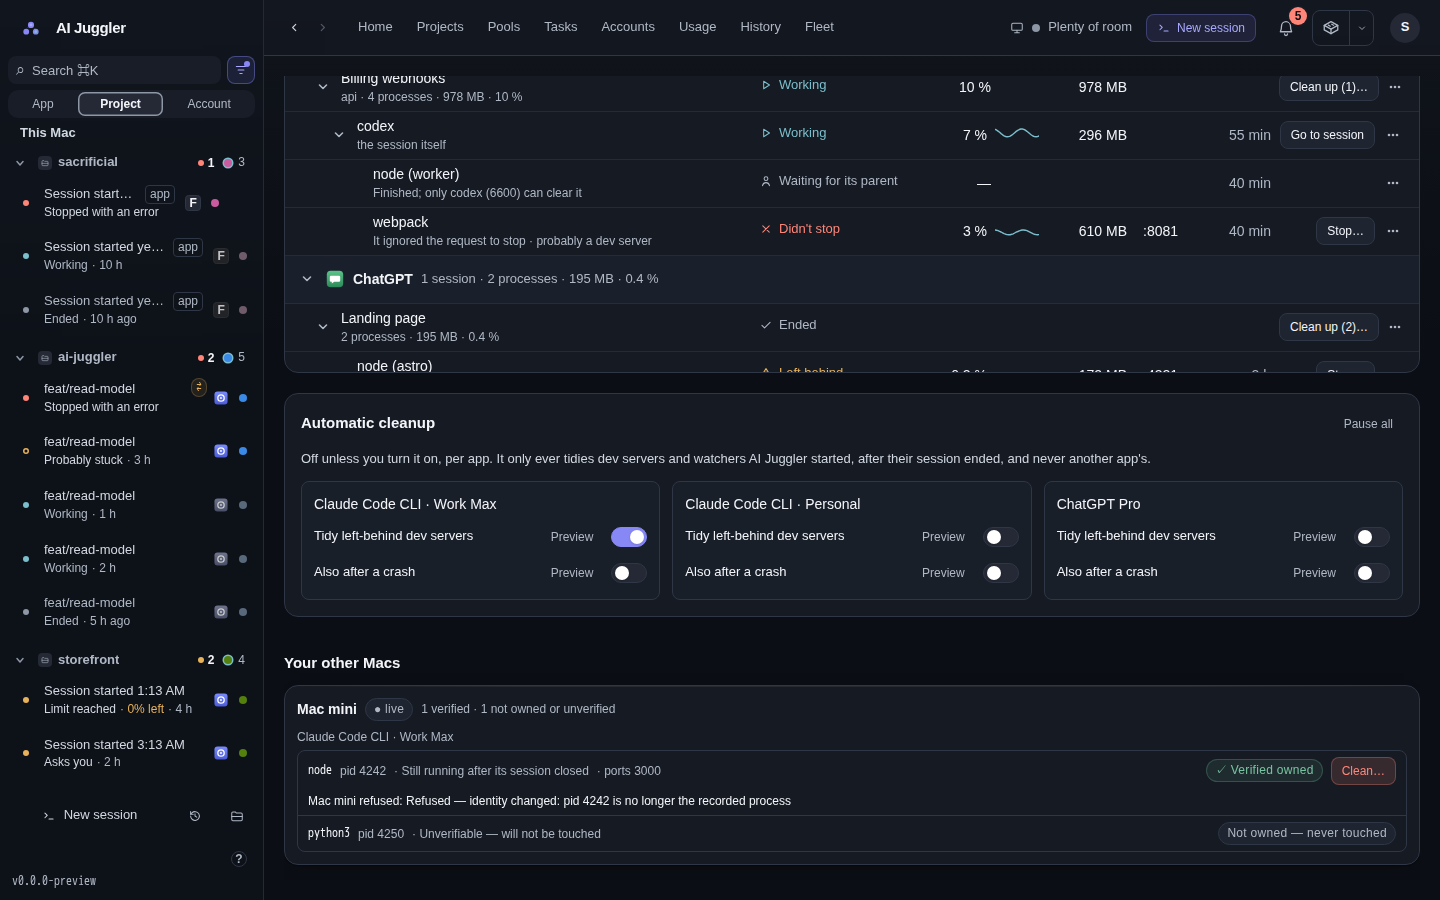 AI Juggler
Search ⌘K
App Project Account
This Mac
sacrificial 1 3
Session start… app F
Stopped with an error
Session started ye… app F
Working · 10 h
Session started ye… app F
Ended · 10 h ago
ai-juggler 2 5
feat/read-model
Stopped with an error
feat/read-model
Probably stuck · 3 h
feat/read-model
Working · 1 h
feat/read-model
Working · 2 h
feat/read-model
Ended · 5 h ago
storefront 2 4
Session started 1:13 AM
Limit reached · 0% left · 4 h
Session started 3:13 AM
Asks you · 2 h
New session
?
v0.0.0-preview
Home Projects Pools Tasks Accounts Usage History Fleet Plenty of room New session 5 S
Billing webhooks Working 10 % 978 MB Clean up (1)… ···
api · 4 processes · 978 MB · 10 %
codex Working 7 % 296 MB 55 min Go to session ···
the session itself
node (worker) Waiting for its parent — 40 min ···
Finished; only codex (6600) can clear it
webpack Didn't stop 3 % 610 MB :8081 40 min Stop… ···
It ignored the request to stop · probably a dev server
ChatGPT 1 session · 2 processes · 195 MB · 0.4 %
Landing page Ended Clean up (2)… ···
2 processes · 195 MB · 0.4 %
node (astro) Left behind
Automatic cleanup Pause all
Off unless you turn it on, per app. It only ever tidies dev servers and watchers AI Juggler started, after their session ended, and never another app's.
Claude Code CLI · Work Max
Tidy left-behind dev servers Preview
Also after a crash Preview
Claude Code CLI · Personal
Tidy left-behind dev servers Preview
Also after a crash Preview
ChatGPT Pro
Tidy left-behind dev servers Preview
Also after a crash Preview
Your other Macs
Mac mini live 1 verified · 1 not owned or unverified
Claude Code CLI · Work Max
node pid 4242 · Still running after its session closed · ports 3000 ✓ Verified owned Clean…
Mac mini refused: Refused — identity changed: pid 4242 is no longer the recorded process
python3 pid 4250 · Unverifiable — will not be touched Not owned — never touched